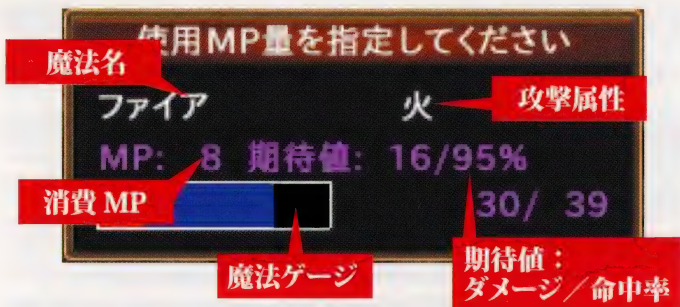 使用MP量を指定してください
魔法名
ファイア 火
攻撃属性
MP: 8 期待値: 16/95%
消費MP
30/ 39
魔法ゲージ
期待値：
ダメージ／命中率